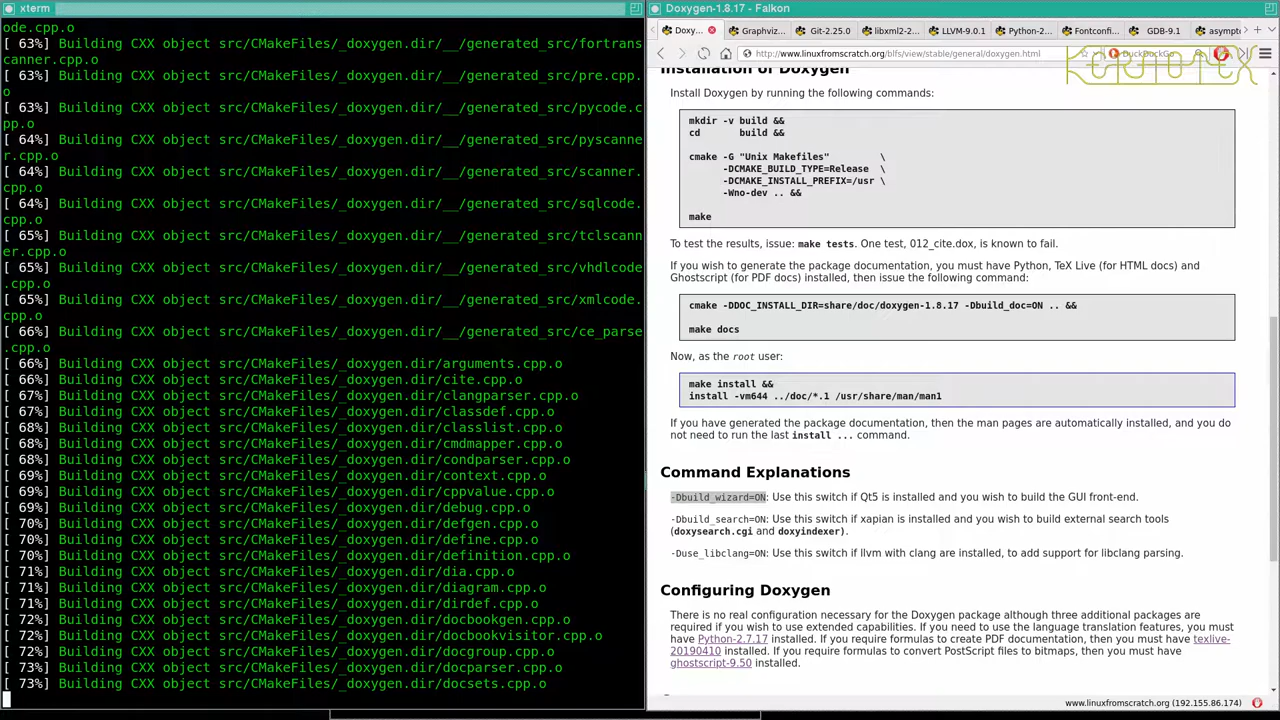 xterm
ode.cpp.o
[ 63%] Building CXX object src/CMakeFiles/_doxygen.dir/__/generated_src/fortrans
canner.cpp.o
[ 63%] Building CXX object src/CMakeFiles/_doxygen.dir/__/generated_src/pre.cpp.
o
[ 63%] Building CXX object src/CMakeFiles/_doxygen.dir/__/generated_src/pycode.c
pp.o
[ 64%] Building CXX object src/CMakeFiles/_doxygen.dir/__/generated_src/pyscanne
r.cpp.o
[ 64%] Building CXX object src/CMakeFiles/_doxygen.dir/__/generated_src/scanner.
cpp.o
[ 64%] Building CXX object src/CMakeFiles/_doxygen.dir/__/generated_src/sqlcode.
cpp.o
[ 65%] Building CXX object src/CMakeFiles/_doxygen.dir/__/generated_src/tclscann
er.cpp.o
[ 65%] Building CXX object src/CMakeFiles/_doxygen.dir/__/generated_src/vhdlcode
.cpp.o
[ 65%] Building CXX object src/CMakeFiles/_doxygen.dir/__/generated_src/xmlcode.
cpp.o
[ 66%] Building CXX object src/CMakeFiles/_doxygen.dir/__/generated_src/ce_parse
.cpp.o
[ 66%] Building CXX object src/CMakeFiles/_doxygen.dir/arguments.cpp.o
[ 66%] Building CXX object src/CMakeFiles/_doxygen.dir/cite.cpp.o
[ 67%] Building CXX object src/CMakeFiles/_doxygen.dir/clangparser.cpp.o
[ 67%] Building CXX object src/CMakeFiles/_doxygen.dir/classdef.cpp.o
[ 68%] Building CXX object src/CMakeFiles/_doxygen.dir/classlist.cpp.o
[ 68%] Building CXX object src/CMakeFiles/_doxygen.dir/cmdmapper.cpp.o
[ 68%] Building CXX object src/CMakeFiles/_doxygen.dir/condparser.cpp.o
[ 69%] Building CXX object src/CMakeFiles/_doxygen.dir/context.cpp.o
[ 69%] Building CXX object src/CMakeFiles/_doxygen.dir/cppvalue.cpp.o
[ 69%] Building CXX object src/CMakeFiles/_doxygen.dir/debug.cpp.o
[ 70%] Building CXX object src/CMakeFiles/_doxygen.dir/defgen.cpp.o
[ 70%] Building CXX object src/CMakeFiles/_doxygen.dir/define.cpp.o
[ 70%] Building CXX object src/CMakeFiles/_doxygen.dir/definition.cpp.o
[ 71%] Building CXX object src/CMakeFiles/_doxygen.dir/dia.cpp.o
[ 71%] Building CXX object src/CMakeFiles/_doxygen.dir/diagram.cpp.o
[ 71%] Building CXX object src/CMakeFiles/_doxygen.dir/dirdef.cpp.o
[ 72%] Building CXX object src/CMakeFiles/_doxygen.dir/docbookgen.cpp.o
[ 72%] Building CXX object src/CMakeFiles/_doxygen.dir/docbookvisitor.cpp.o
[ 72%] Building CXX object src/CMakeFiles/_doxygen.dir/docgroup.cpp.o
[ 73%] Building CXX object src/CMakeFiles/_doxygen.dir/docparser.cpp.o
[ 73%] Building CXX object src/CMakeFiles/_doxygen.dir/docsets.cpp.o
Doxygen-1.8.17 - Falkon
Doxy... Graphviz... Git-2.25.0 libxml2-... LLVM-9.0.1 Python-2... Fontconfi... GDB-9.1 asympt
http://www.linuxfromscratch.org/blfs/view/stable/general/doxygen.html DuckDuckGo
Installation of Doxygen
Install Doxygen by running the following commands:
mkdir -v build &&
cd build &&
cmake -G "Unix Makefiles" \
-DCMAKE_BUILD_TYPE=Release \
-DCMAKE_INSTALL_PREFIX=/usr \
-Wno-dev .. &&
make
To test the results, issue: make tests. One test, 012_cite.dox, is known to fail.
If you wish to generate the package documentation, you must have Python, TeX Live (for HTML docs) and
Ghostscript (for PDF docs) installed, then issue the following command:
cmake -DDOC_INSTALL_DIR=share/doc/doxygen-1.8.17 -Dbuild_doc=ON .. &&
make docs
Now, as the root user:
make install &&
install -vm644 ../doc/*.1 /usr/share/man/man1
If you have generated the package documentation, then the man pages are automatically installed, and you do
not need to run the last install ... command.
Command Explanations
-Dbuild_wizard=ON: Use this switch if Qt5 is installed and you wish to build the GUI front-end.
-Dbuild_search=ON: Use this switch if xapian is installed and you wish to build external search tools
(doxysearch.cgi and doxyindexer).
-Duse_libclang=ON: Use this switch if llvm with clang are installed, to add support for libclang parsing.
Configuring Doxygen
There is no real configuration necessary for the Doxygen package although three additional packages are
required if you wish to use extended capabilities. If you need to use the language translation features, you must
have Python-2.7.17 installed. If you require formulas to create PDF documentation, then you must have texlive-
20190410 installed. If you require formulas to convert PostScript files to bitmaps, then you must have
ghostscript-9.50 installed.
www.linuxfromscratch.org (192.155.86.174)